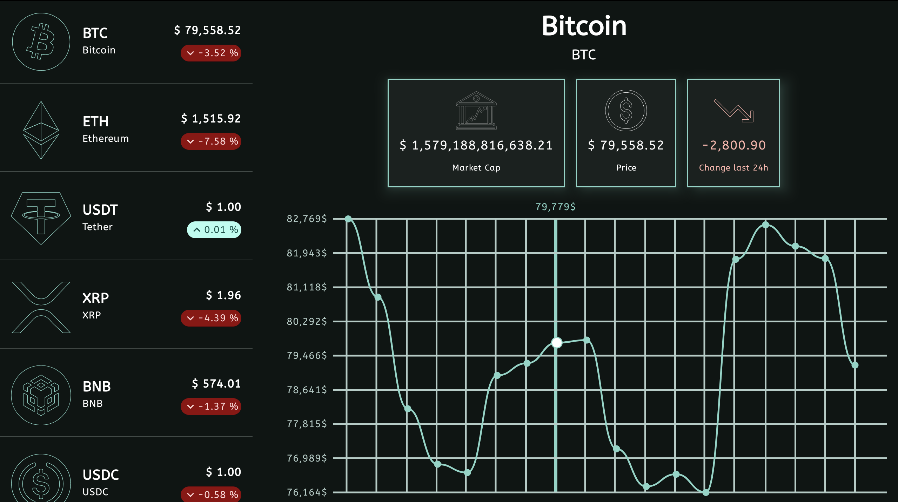 BTC
Bitcoin
$ 79,558.52
-3.52 %
ETH
Ethereum
$ 1,515.92
-7.58 %
USDT
Tether
$ 1.00
0.01 %
XRP
XRP
$ 1.96
-4.39 %
BNB
BNB
$ 574.01
-1.37 %
USDC
USDC
$ 1.00
-0.58 %
Bitcoin
BTC
$ 1,579,188,816,638.21
Market Cap
$ 79,558.52
Price
-2,800.90
Change last 24h
79,779$
82,769$
81,943$
81,118$
80,292$
79,466$
78,641$
77,815$
76,989$
76,164$